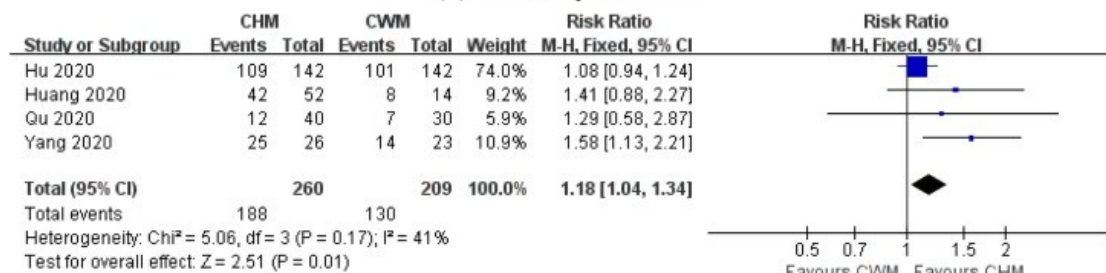 CHM CWM Risk Ratio Risk Ratio
Study or Subgroup Events Total Events Total Weight M-H, Fixed, 95% CI M-H, Fixed, 95% CI
Hu 2020 109 142 101 142 74.0% 1.08 [0.94, 1.24]
Huang 2020 42 52 8 14 9.2% 1.41 [0.88, 2.27]
Qu 2020 12 40 7 30 5.9% 1.29 [0.58, 2.87]
Yang 2020 25 26 14 23 10.9% 1.58 [1.13, 2.21]
Total (95% CI) 260 209 100.0% 1.18 [1.04, 1.34]
Total events 188 130
Heterogeneity: Chi² = 5.06, df = 3 (P = 0.17); I² = 41%
Test for overall effect: Z = 2.51 (P = 0.01)
0.5 0.7 1 1.5 2
Favours CWM Favours CHM